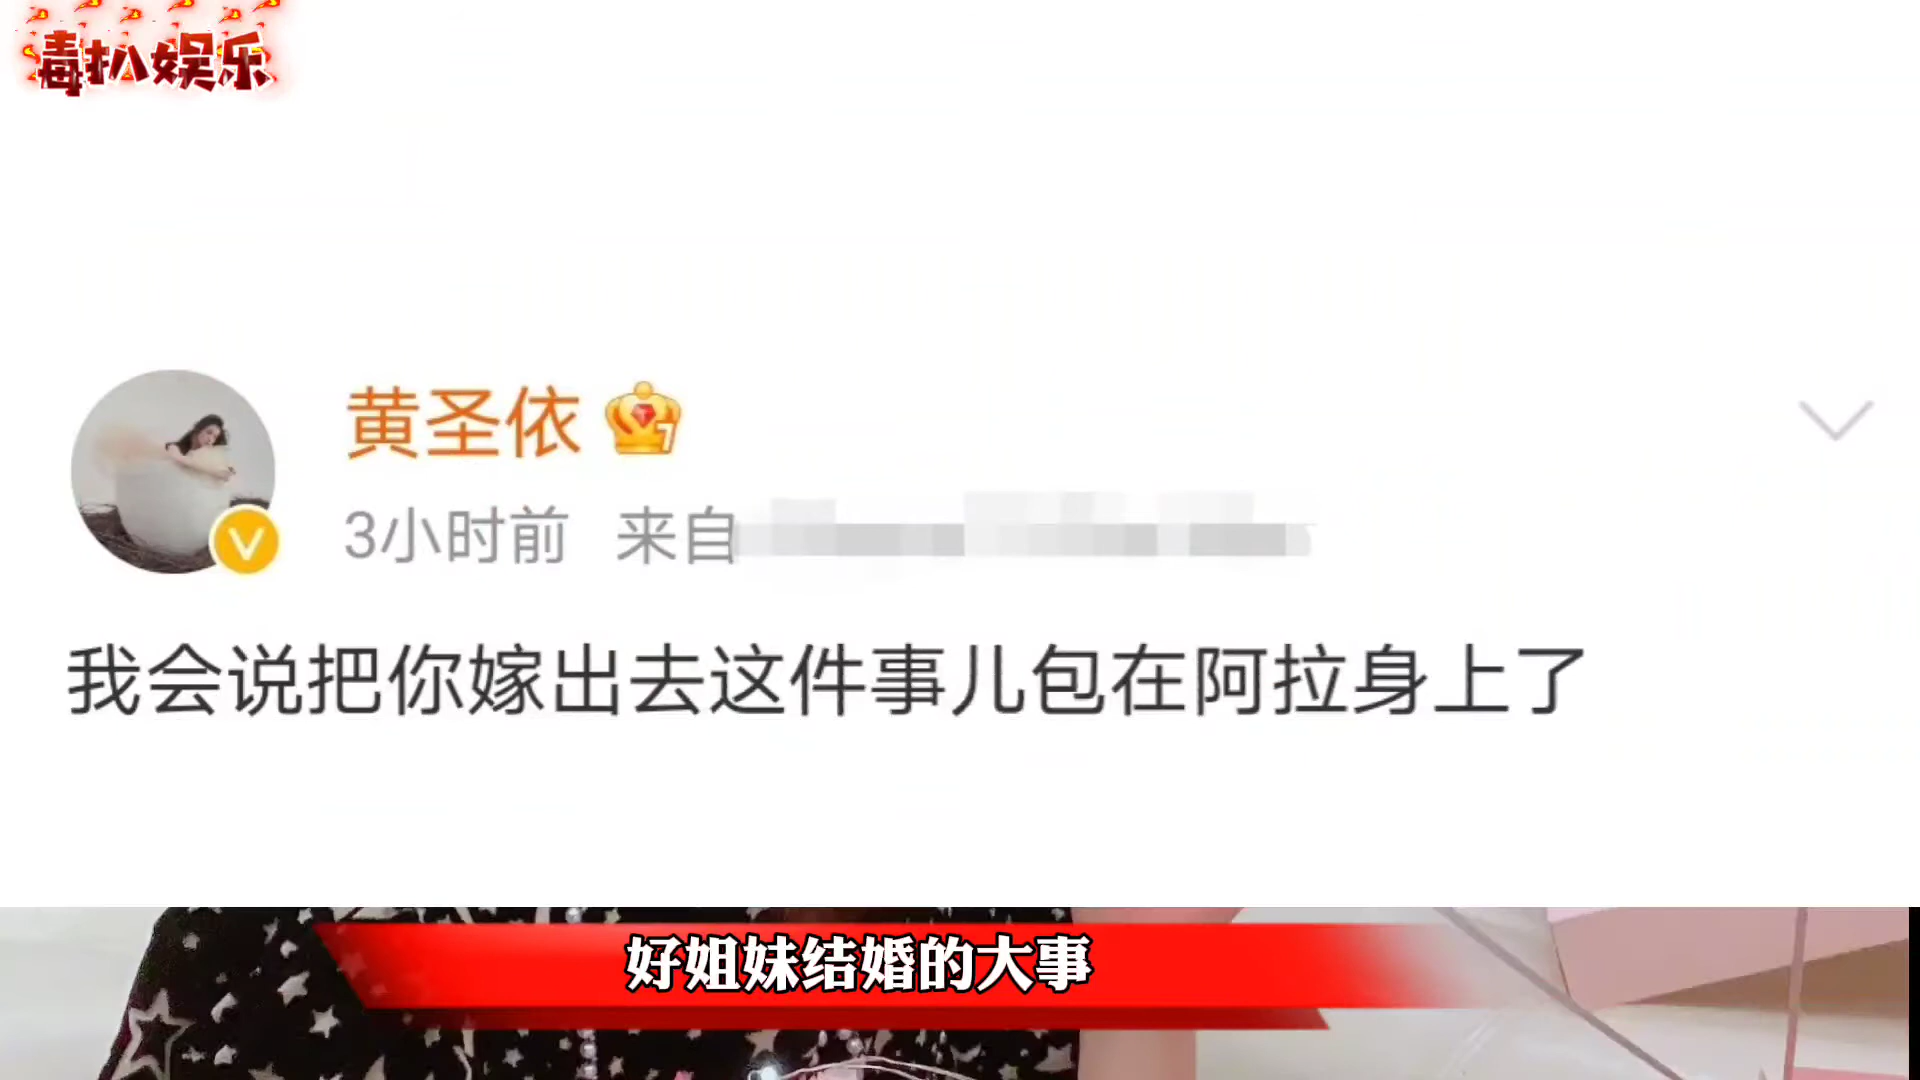 毒扒娱乐
黄圣依 7
3小时前 来自
我会说把你嫁出去这件事儿包在阿拉身上了
好姐妹结婚的大事